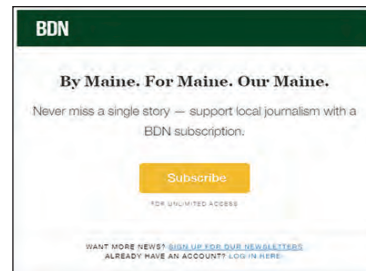 BDN
By Maine. For Maine. Our Maine.
Never miss a single story — support local journalism with a
BDN subscription.
Subscribe
FOR UNLIMITED ACCESS
WANT MORE NEWS? SIGN UP FOR OUR NEWSLETTERS
ALREADY HAVE AN ACCOUNT? LOG IN HERE